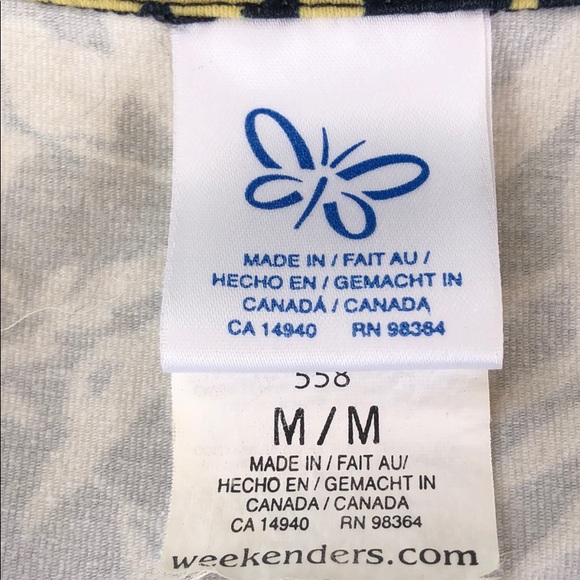 MADE IN / FAIT AU /
HECHO EN / GEMACHT IN
CANADÁ / CANADA
CA 14940 RN 98364
558
M / M
MADE IN / FAIT AU/
HECHO EN / GEMACHT IN
CANADA / CANADA
CA 14940 RN 98364
weekenders.com